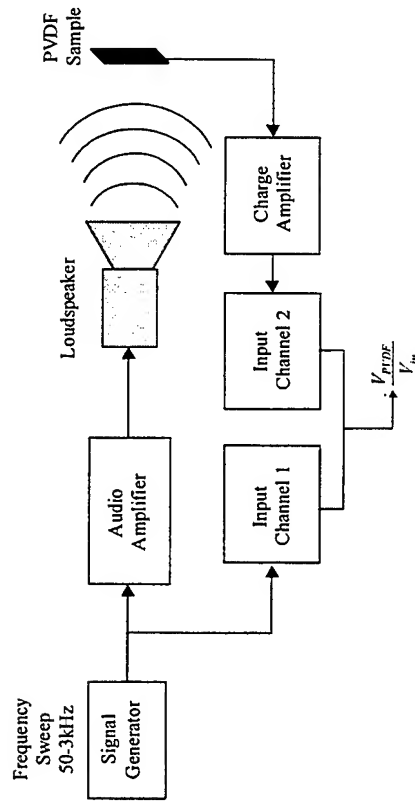 Frequency
Sweep
50-3kHz
Signal
Generator
Audio
Amplifier
Loudspeaker
PVDF
Sample
Input
Channel 1
Input
Channel 2
Charge
Amplifier
V_PVDF
V_in